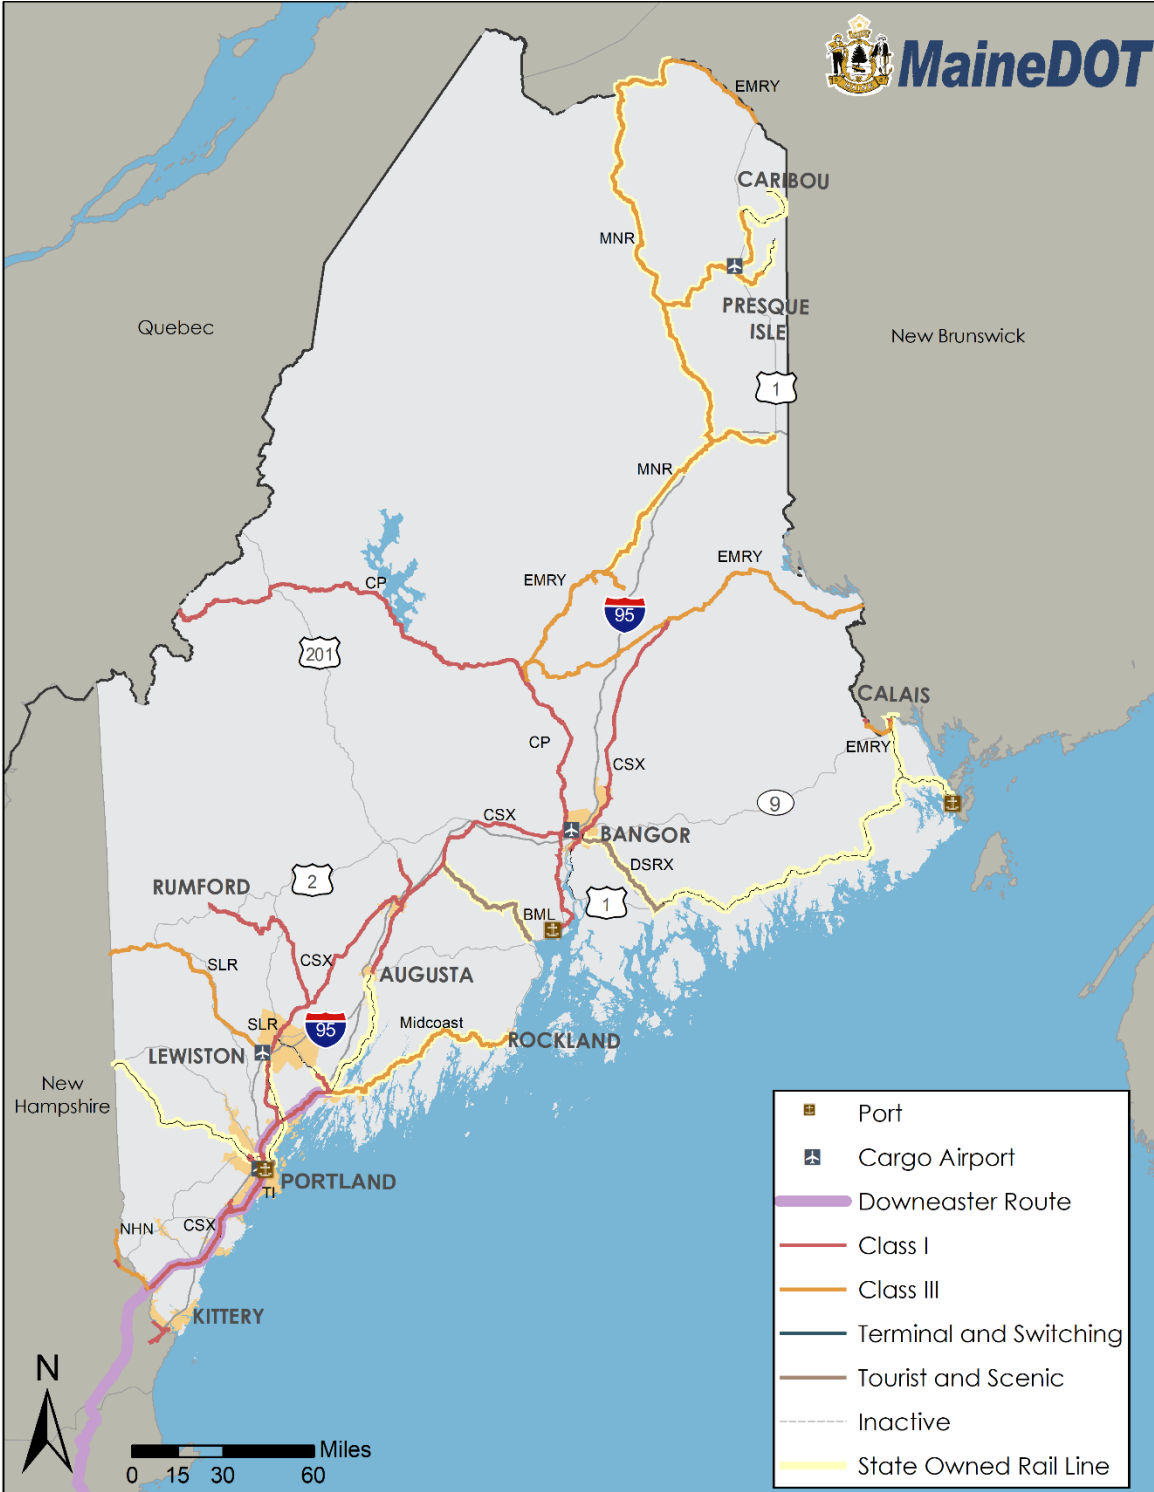 MaineDOT
EMRY
CARIBOU
MNR
PRESQUE
ISLE
Quebec
New Brunswick
1
MNR
EMRY
EMRY
CP
95
201
CALAIS
CP
EMRY
CSX
9
CSX
BANGOR
DSRX
2
RUMFORD
1
BML
CSX
SLR
AUGUSTA
Midcoast
SLR
95
ROCKLAND
LEWISTON
New
Hampshire
PORTLAND
TI
NHN
CSX
KITTERY
N
Miles
0 15 30 60
Port
Cargo Airport
Downeaster Route
Class I
Class III
Terminal and Switching
Tourist and Scenic
Inactive
State Owned Rail Line